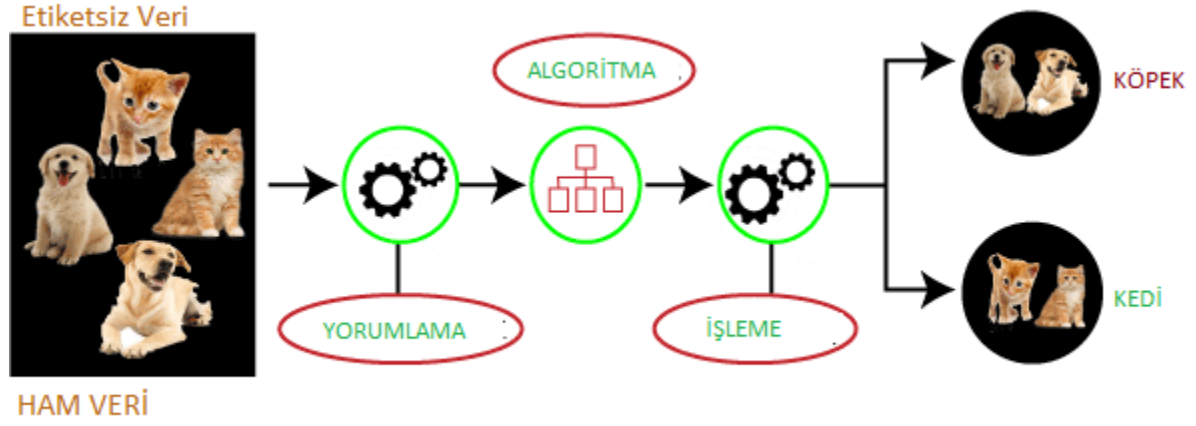 Etiketsiz Veri
ALGORİTMA
KÖPEK
YORUMLAMA
İŞLEME
KEDİ
HAM VERİ